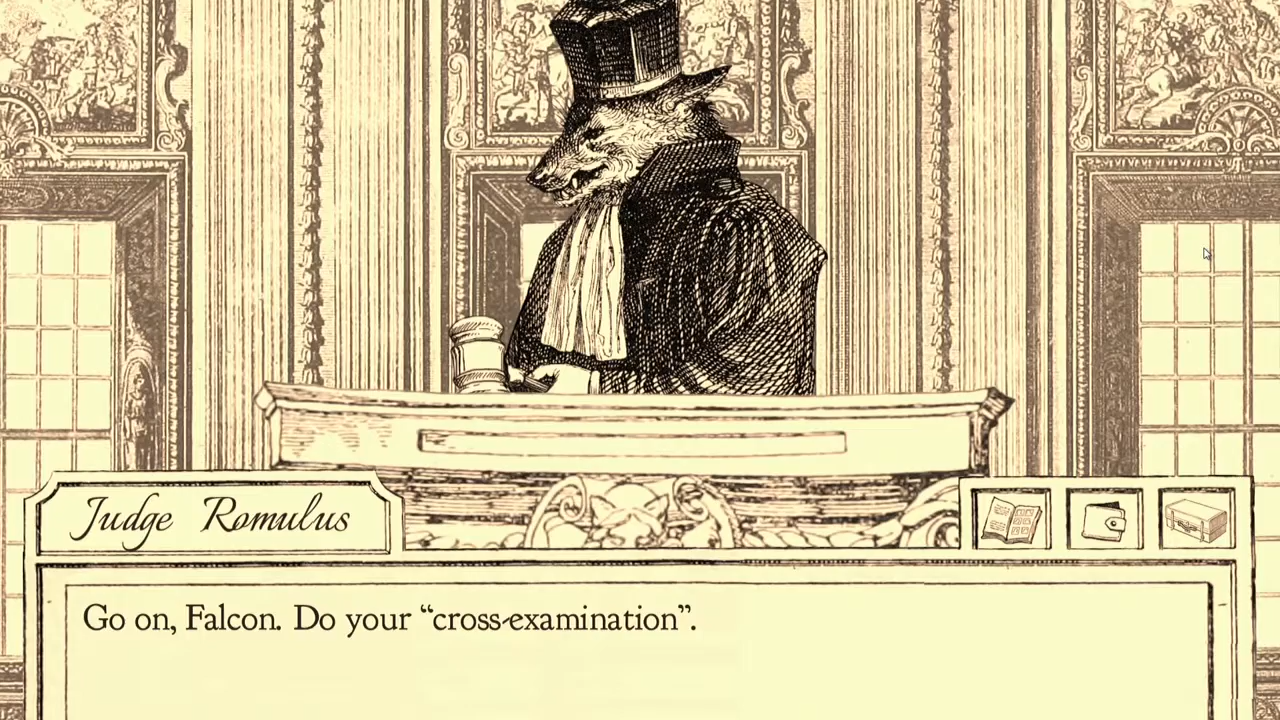 Judge Romulus
Go on, Falcon. Do your “cross-examination”.